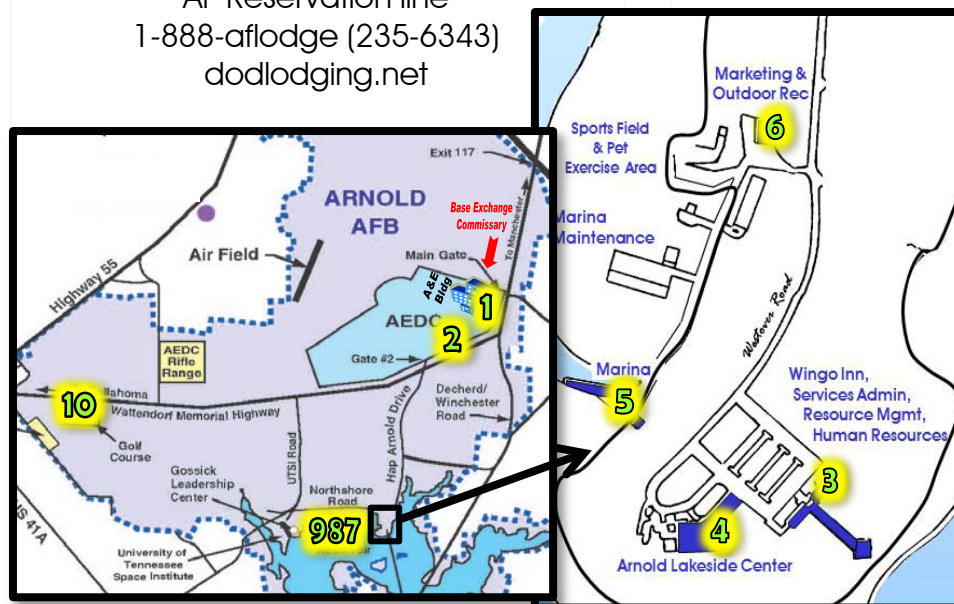 AF Reservation line
1-888-aflodge (235-6343)
dodlodging.net
Exit 117
ARNOLD
AFB
Base Exchange
Commissary
To Manchester
Main Gate
Air Field
Highway 55
A&E
Bldg
1
AEDC
2
Gate #2
AEDC
Rifle
Range
llahoma
10
Wattendorf Memorial Highway
Decherd/
Winchester
Road
Hap Arnold Drive
UTSI Road
Golf
Course
Gossick
Leadership
Center
Northshore
Road
987
US 41A
University of
Tennessee
Space Institute
Marketing &
Outdoor Rec
6
Sports Field
& Pet
Exercise Area
Marina
Maintenance
Westover Road
Marina
5
Wingo Inn,
Services Admin,
Resource Mgmt,
Human Resources
3
4
Arnold Lakeside Center